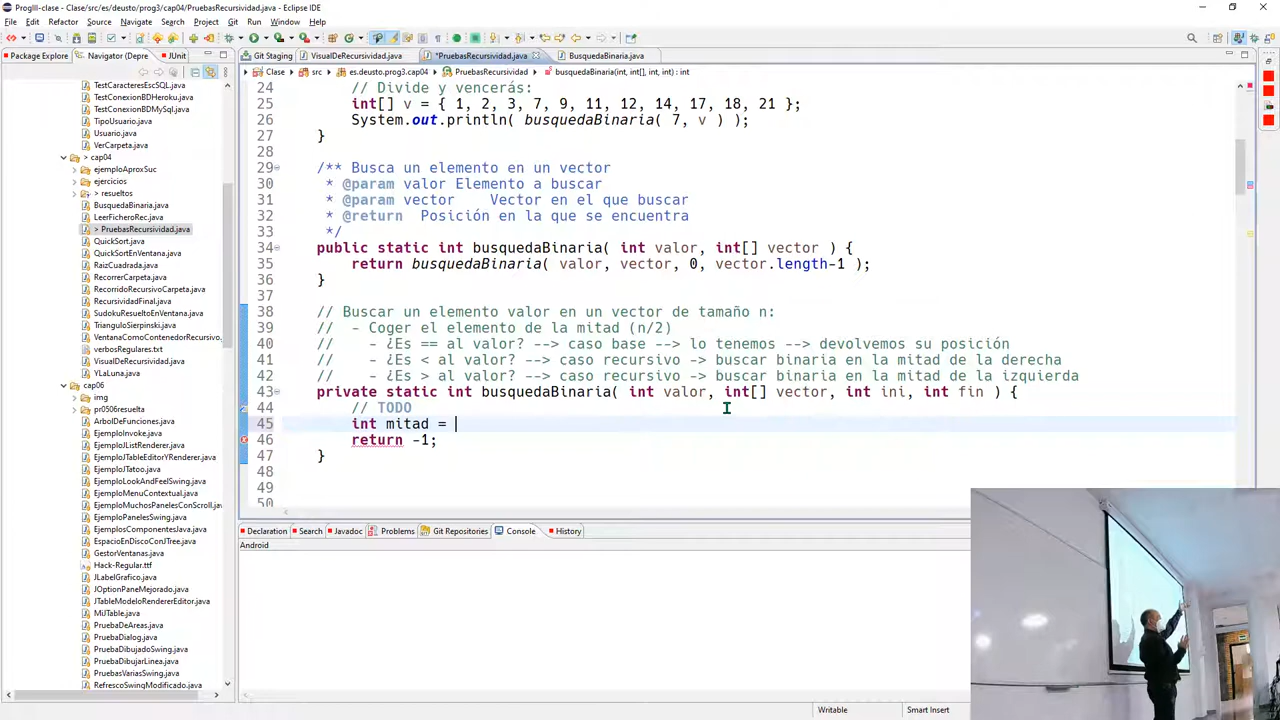 ProgIII-clase - Clase/src/es/deusto/prog3/cap04/PruebasRecursividad.java - Eclipse IDE
File Edit Refactor Source Navigate Search Project Git Run Window Help
Package Explorer
Navigator (Depre
JUnit
TestCaracteresEscSQL.java
TestConexionBDHeroku.java
TestConexionBDMySql.java
TipoUsuario.java
Usuario.java
VerCarpeta.java
> cap04
ejemploAproxSuc
ejercicios
> resueltos
BusquedaBinaria.java
LeerFicheroRec.java
> PruebasRecursividad.java
QuickSort.java
QuickSortEnVentana.java
RaizCuadrada.java
RecorrerCarpeta.java
RecorridoRecursivoCarpeta.java
RecursividadFinal.java
SudokuResueltoEnVentana.java
TrianguloSierpinski.java
VentanaComoContenedorRecursivo.
verbosRegulares.txt
VisualDeRecursividad.java
YLaLuna.java
cap06
img
pr0506resuelta
ArbolDeFunciones.java
EjemploInvoke.java
EjemploJListRenderer.java
EjemploJTableEditorYRenderer.java
EjemploJTatoo.java
EjemploLookAndFeelSwing.java
EjemploMenuContextual.java
EjemploMuchosPanelesConScroll.java
EjemploPanelesSwing.java
EjemplosComponentesJava.java
EspacioEnDiscoConJTree.java
GestorVentanas.java
Hack-Regular.ttf
JLabelGrafico.java
JOptionPaneMejorado.java
JTableModeloRendererEditor.java
MiJTable.java
PruebaDeAreas.java
PruebaDialog.java
PruebaDibujadoSwing.java
PruebaDibujarLinea.java
PruebasVariasSwing.java
RefrescoSwingModificado.java
Git Staging
VisualDeRecursividad.java
*PruebasRecursividad.java
BusquedaBinaria.java
Clase src es.deusto.prog3.cap04 PruebasRecursividad busquedaBinaria(int, int[], int, int) : int
24 // Divide y vencerás:
25 int[] v = { 1, 2, 3, 7, 9, 11, 12, 14, 17, 18, 21 };
26 System.out.println( busquedaBinaria( 7, v ) );
27 }
28
29 /** Busca un elemento en un vector
30 * @param valor Elemento a buscar
31 * @param vector Vector en el que buscar
32 * @return Posición en la que se encuentra
33 */
34 public static int busquedaBinaria( int valor, int[] vector ) {
35 return busquedaBinaria( valor, vector, 0, vector.length-1 );
36 }
37
38 // Buscar un elemento valor en un vector de tamaño n:
39 // - Coger el elemento de la mitad (n/2)
40 // - ¿Es == al valor? --> caso base --> lo tenemos --> devolvemos su posición
41 // - ¿Es < al valor? --> caso recursivo -> buscar binaria en la mitad de la derecha
42 // - ¿Es > al valor? --> caso recursivo -> buscar binaria en la mitad de la izquierda
43 private static int busquedaBinaria( int valor, int[] vector, int ini, int fin ) {
44 // TODO
45 int mitad =
46 return -1;
47 }
48
49
50
Declaration Search Javadoc Problems Git Repositories Console History
Android
Writable
Smart Insert